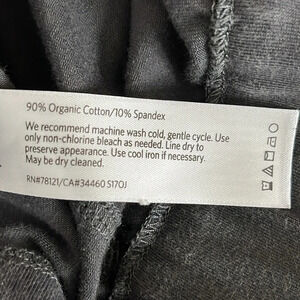 90% Organic Cotton/10% Spandex
We recommend machine wash cold, gentle cycle. Use
only non-chlorine bleach as needed. Line dry to
preserve appearance. Use cool iron if necessary.
May be dry cleaned.
RN#78121/CA#34460 S17OJ